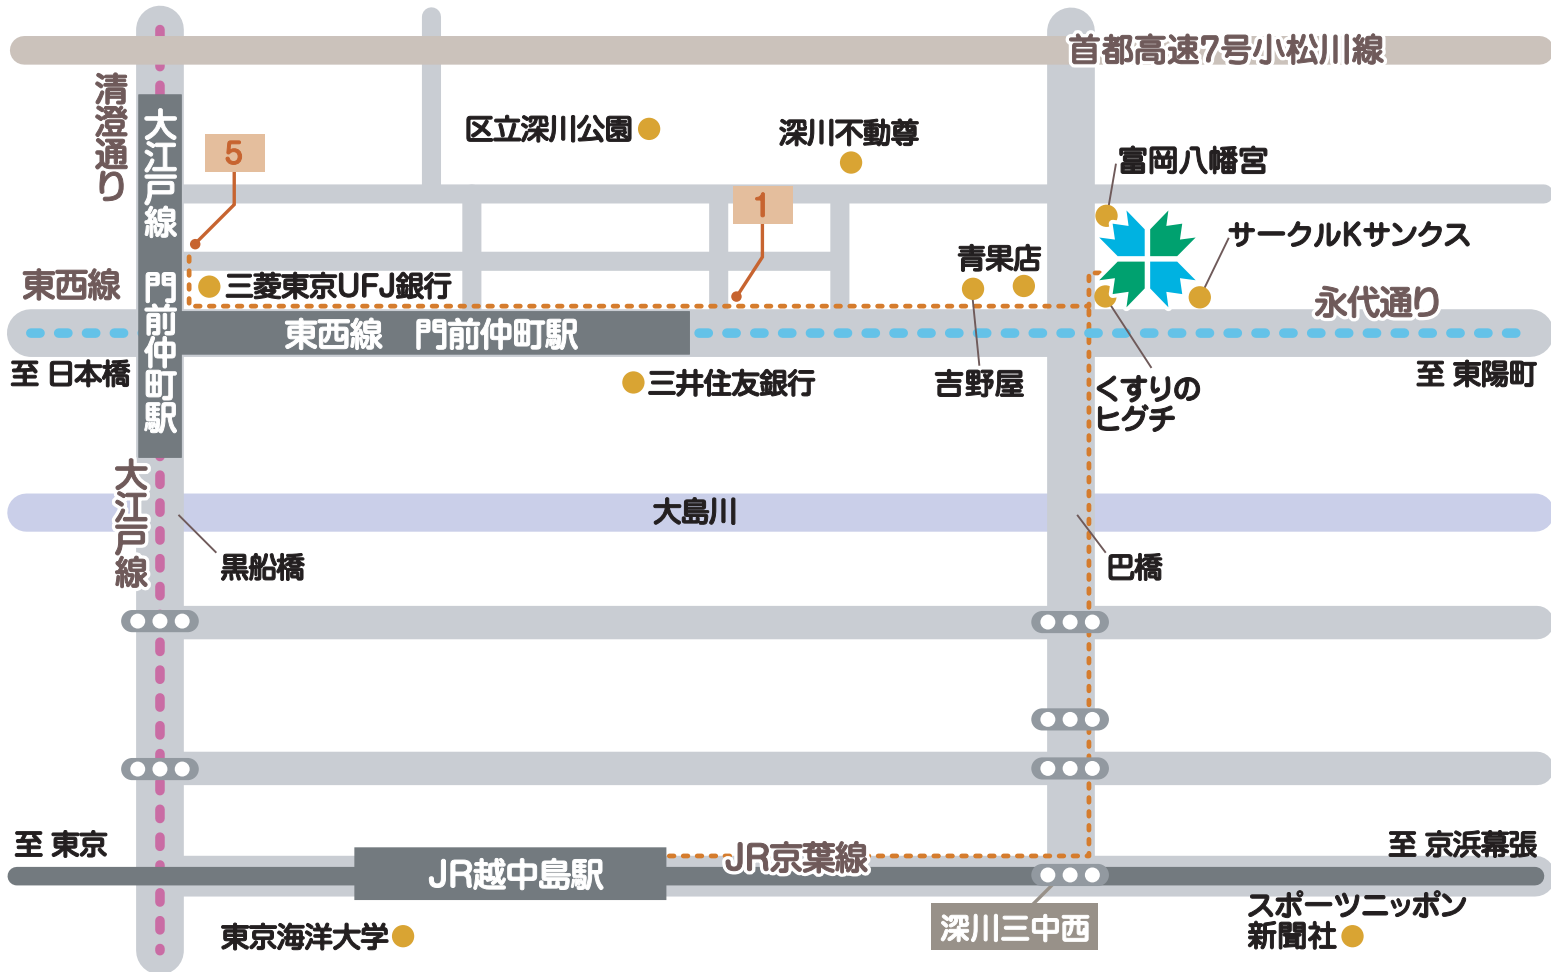 首都高速7号小松川線
清澄通り
大江戸線 門前仲町駅
5
区立深川公園
深川不動尊
富岡八幡宮
1
サークルKサンクス
青果店
東西線
三菱東京UFJ銀行
永代通り
東西線 門前仲町駅
至 日本橋
三井住友銀行
吉野屋
くすりの
ヒグチ
至 東陽町
大江戸線
大島川
黒船橋
巴橋
至 東京
JR越中島駅
JR京葉線
至 京浜幕張
深川三中西
東京海洋大学
スポーツニッポン
新聞社